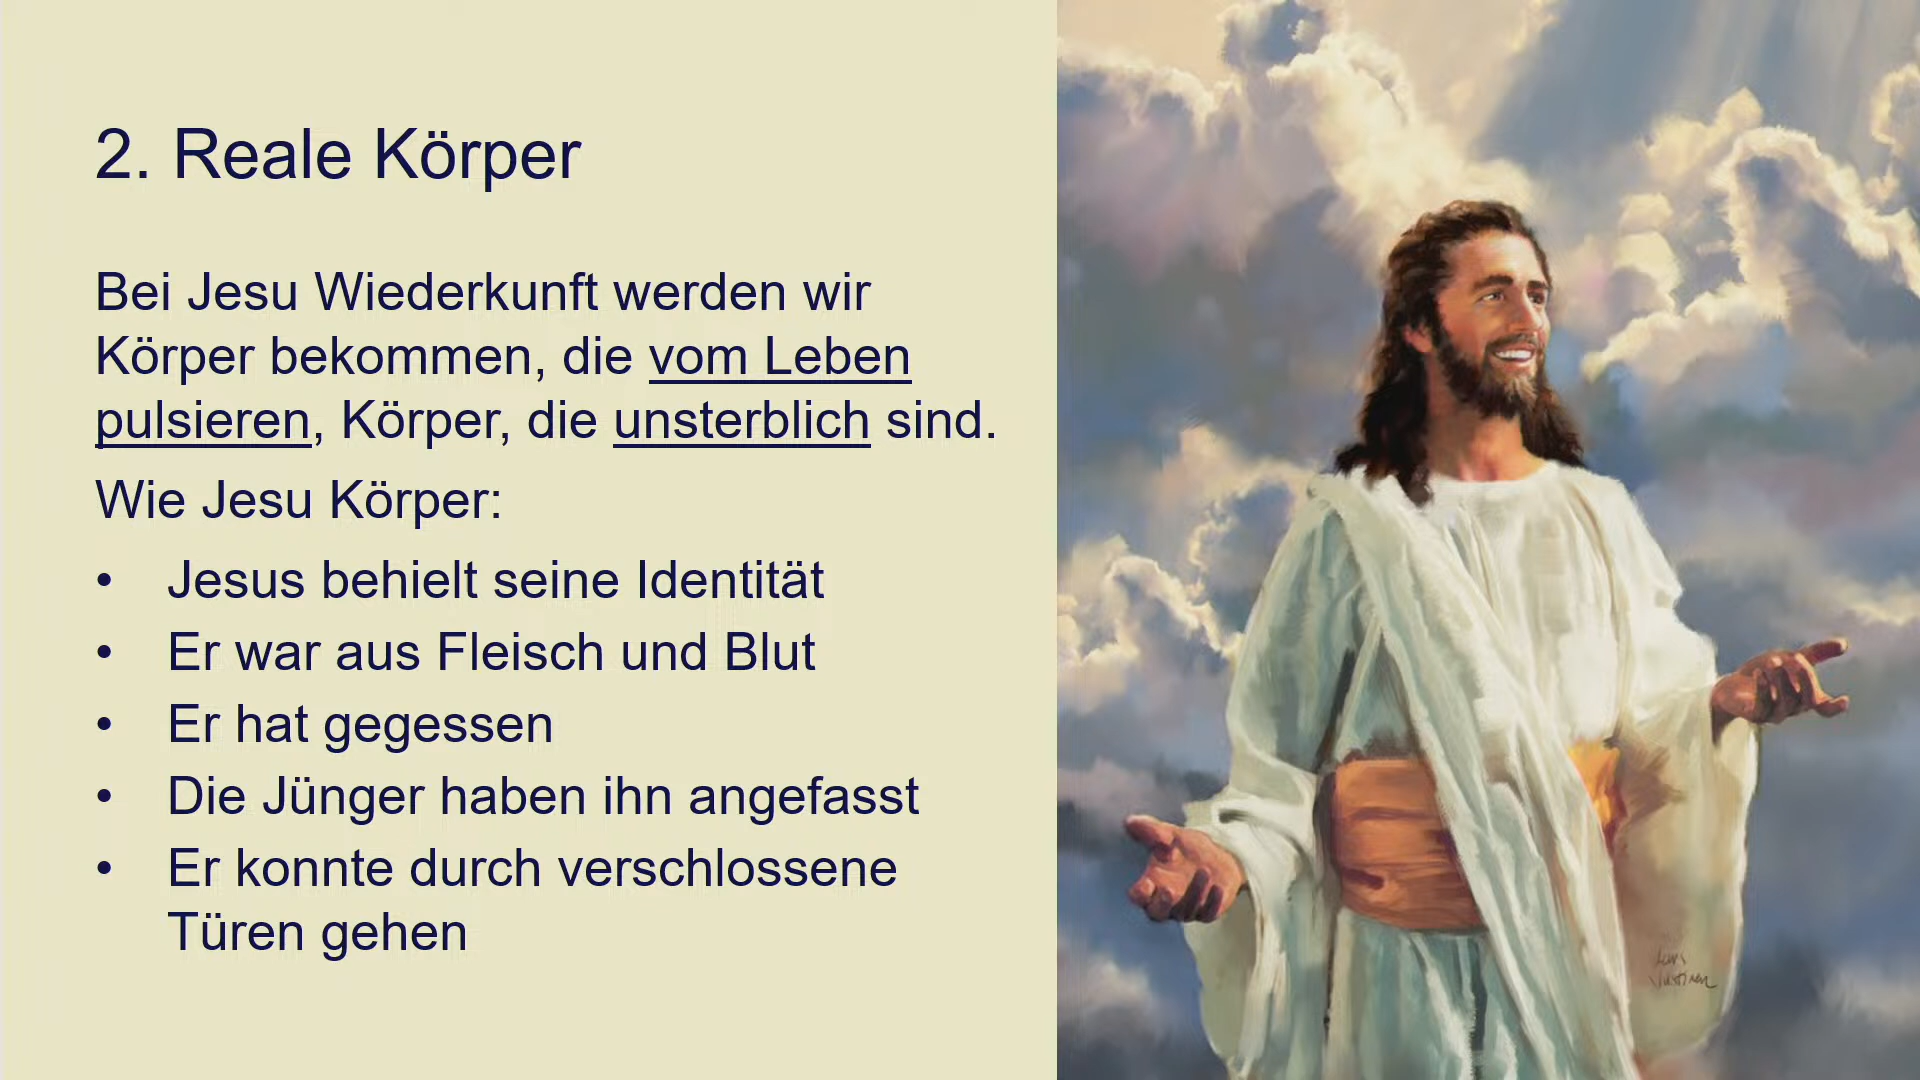 2. Reale Körper
Bei Jesu Wiederkunft werden wir
Körper bekommen, die vom Leben
pulsieren, Körper, die unsterblich sind.
Wie Jesu Körper:
• Jesus behielt seine Identität
• Er war aus Fleisch und Blut
• Er hat gegessen
• Die Jünger haben ihn angefasst
• Er konnte durch verschlossene
Türen gehen